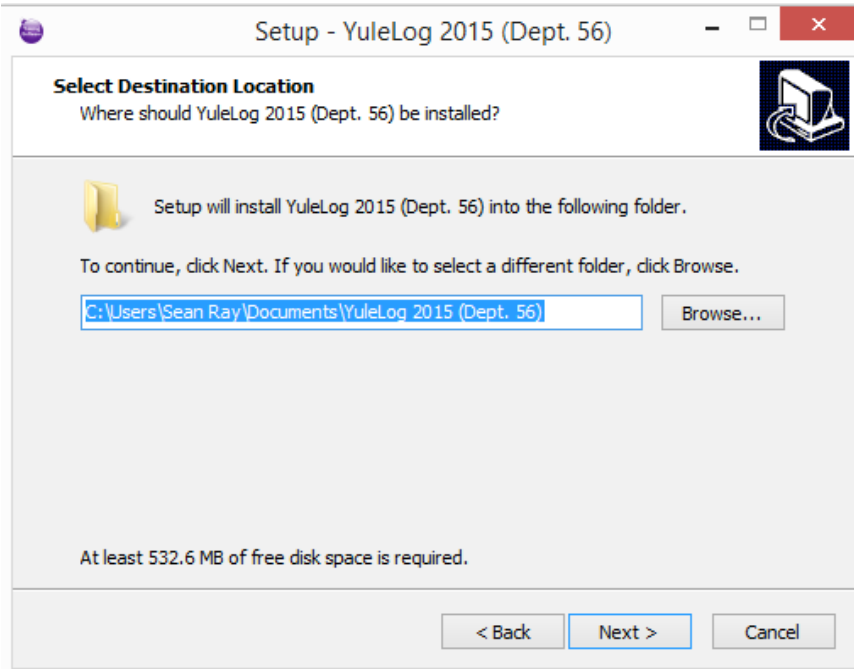 Setup - YuleLog 2015 (Dept. 56)
Select Destination Location
Where should YuleLog 2015 (Dept. 56) be installed?
Setup will install YuleLog 2015 (Dept. 56) into the following folder.
To continue, click Next. If you would like to select a different folder, click Browse.
C:\Users\Sean Ray\Documents\YuleLog 2015 (Dept. 56)
Browse...
At least 532.6 MB of free disk space is required.
< Back
Next >
Cancel